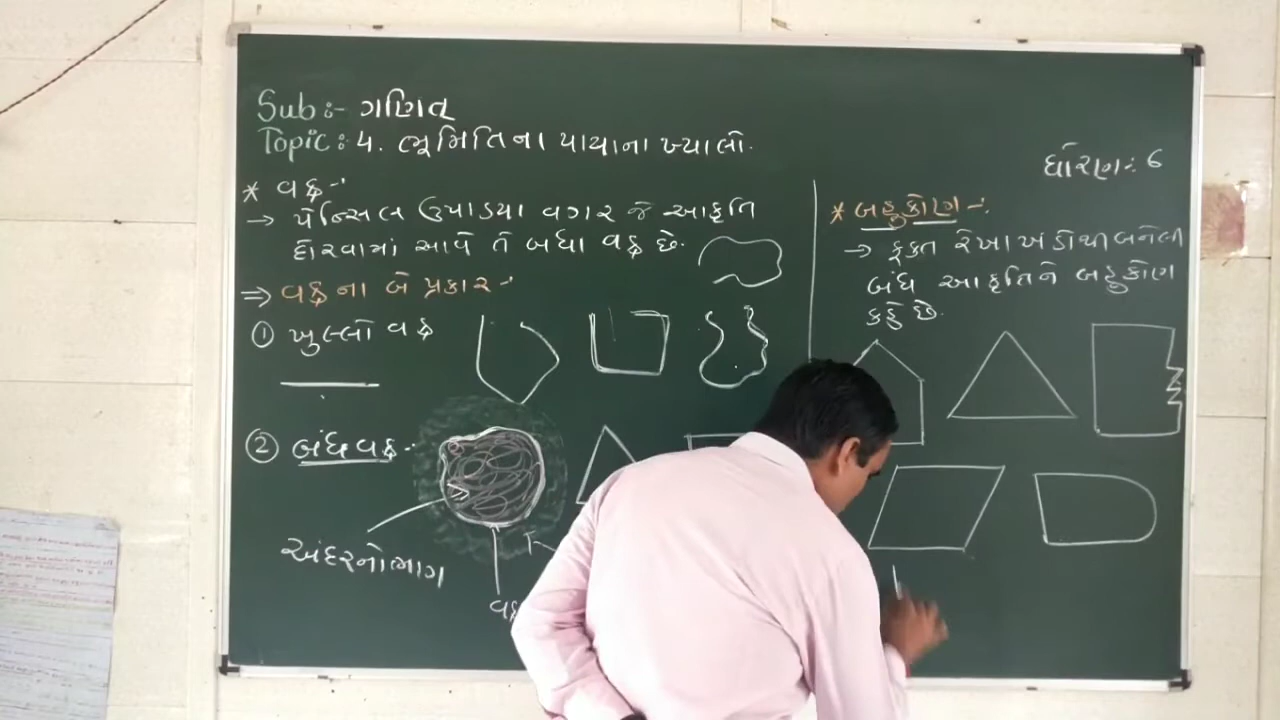 Sub:- ગણિત
Topic: 4. ભૂમિતિના પાયાના ખ્યાલો.
ધોરણ: 6
* વક્ર:-
→ પેન્સિલ ઉપાડ્યા વગર જે આકૃતિ
દોરવામાં આવે તે બધા વક્ર છે.
⇒ વક્રના બે પ્રકાર:-
① ખુલ્લો વક્ર
② બંધ વક્ર:-
અંદરનો ભાગ
વક્ર
* બહુકોણ:-
→ ફક્ત રેખાખંડોથી બનેલી
બંધ આકૃતિને બહુકોણ
કહે છે.